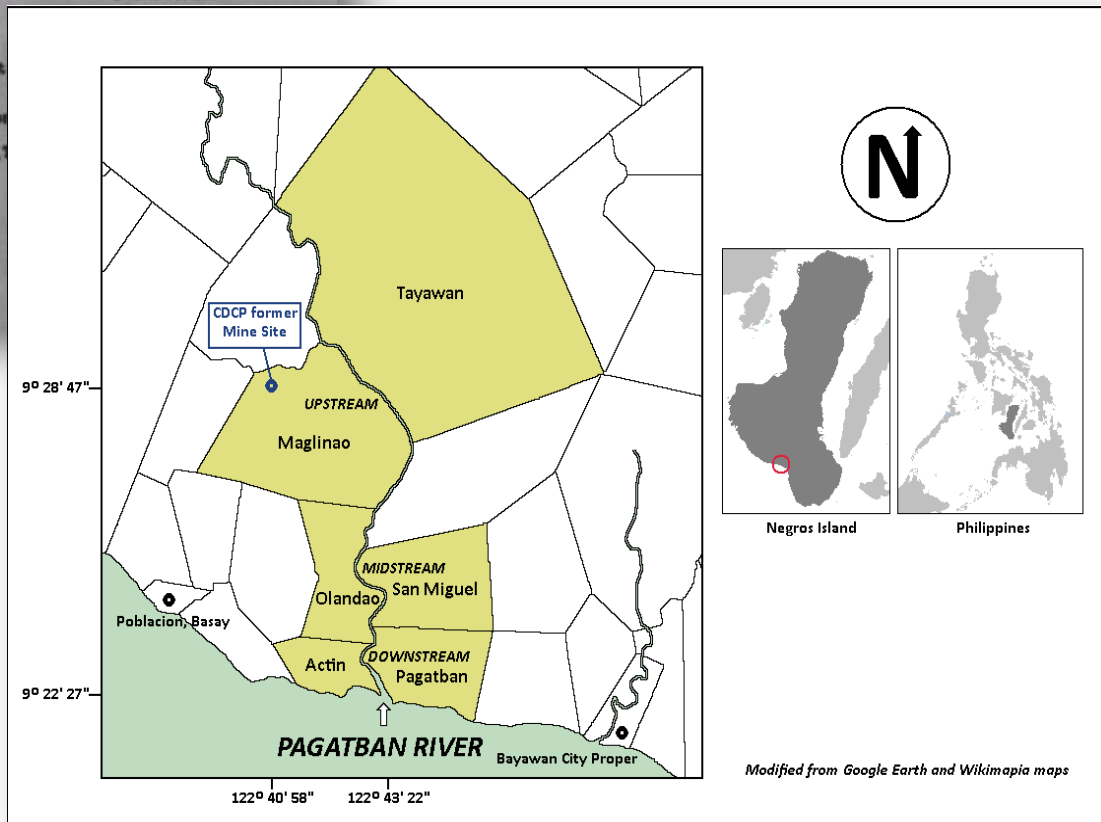 N
Tayawan
CDCP former
Mine Site
9º 28' 47"
UPSTREAM
Maglinao
MIDSTREAM
San Miguel
Olandao
Poblacion, Basay
DOWNSTREAM
Actin
Pagatban
9º 22' 27"
PAGATBAN RIVER
Bayawan City Proper
122º 40' 58"
122º 43' 22"
Negros Island
Philippines
Modified from Google Earth and Wikimapia maps